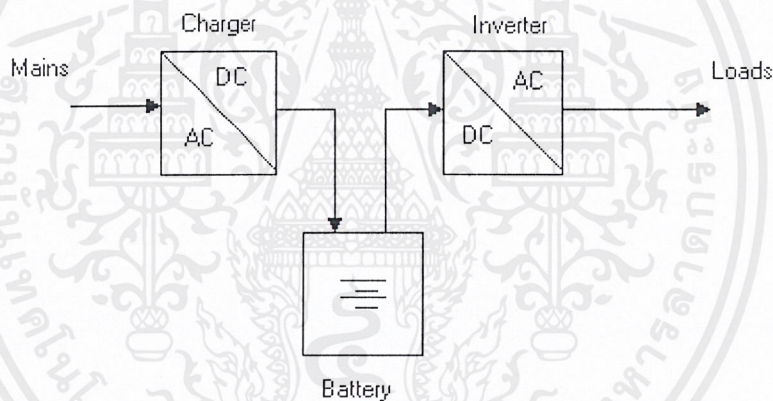 Charger
Inverter
Mains
Loads
DC
AC
AC
DC
Battery